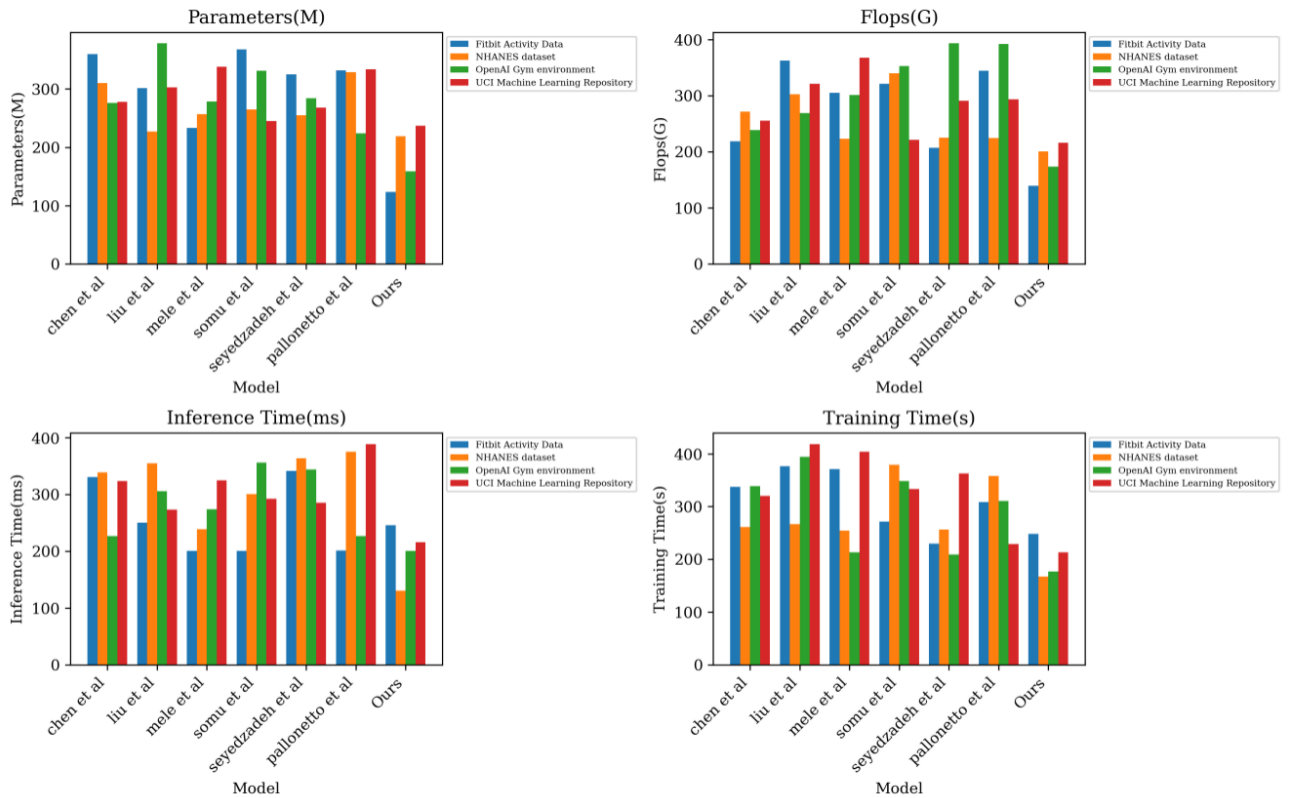 Parameters(M)
Parameters(M)
300
200
100
0
chen et al
liu et al
mele et al
somu et al
seyedzadeh et al
pallonetto et al
Ours
Model
Fitbit Activity Data
NHANES dataset
OpenAI Gym environment
UCI Machine Learning Repository
Flops(G)
Flops(G)
400
300
200
100
0
chen et al
liu et al
mele et al
somu et al
seyedzadeh et al
pallonetto et al
Ours
Model
Fitbit Activity Data
NHANES dataset
OpenAI Gym environment
UCI Machine Learning Repository
Inference Time(ms)
Inference Time(ms)
400
300
200
100
0
chen et al
liu et al
mele et al
somu et al
seyedzadeh et al
pallonetto et al
Ours
Model
Fitbit Activity Data
NHANES dataset
OpenAI Gym environment
UCI Machine Learning Repository
Training Time(s)
Training Time(s)
400
300
200
100
0
chen et al
liu et al
mele et al
somu et al
seyedzadeh et al
pallonetto et al
Ours
Model
Fitbit Activity Data
NHANES dataset
OpenAI Gym environment
UCI Machine Learning Repository